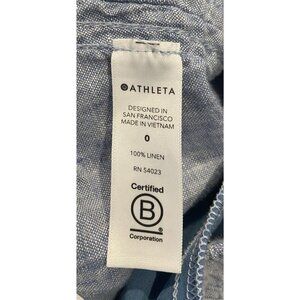 ATHLETA
DESIGNED IN
SAN FRANCISCO
MADE IN VIETNAM
0
100% LINEN
RN 54023
Certified
B
Corporation